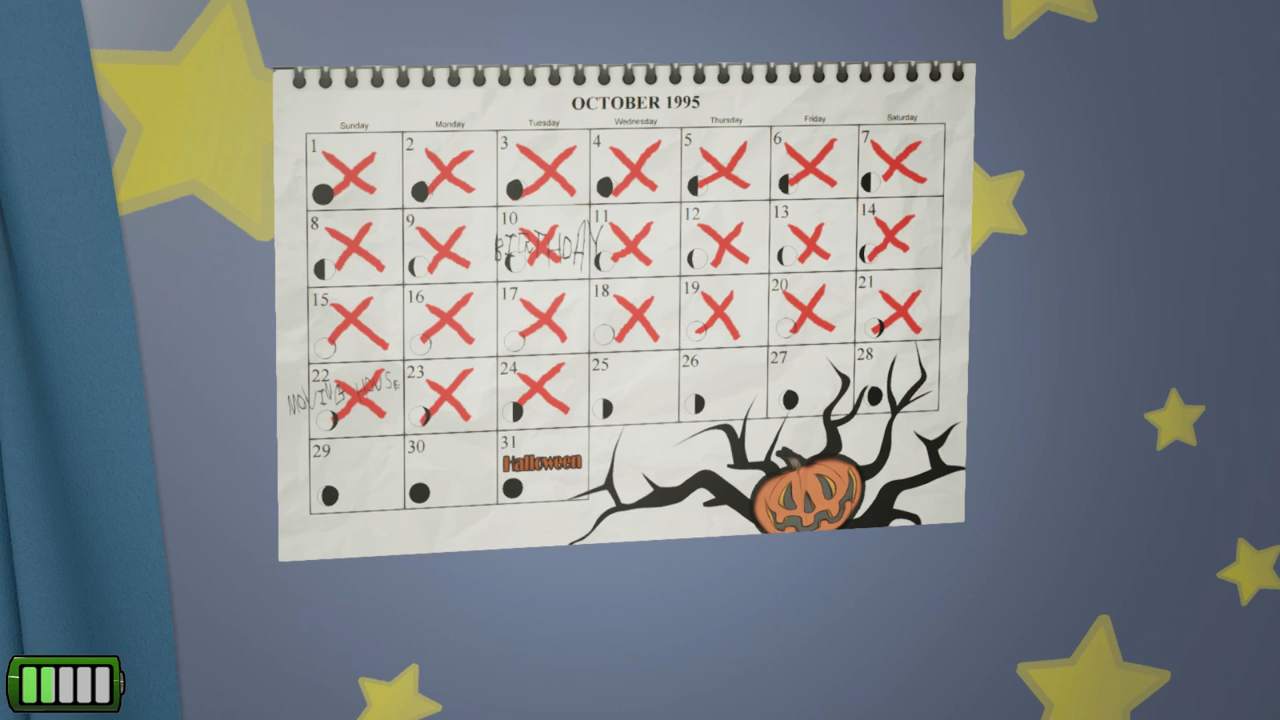 OCTOBER 1995
Sunday Monday Tuesday Wednesday Thursday Friday Saturday
1 2 3 4 5 6 7
8 9 10 11 12 13 14
BIRTHDAY
15 16 17 18 19 20 21
22 23 24 25 26 27 28
MOVING HOUSE
29 30 31
Halloween